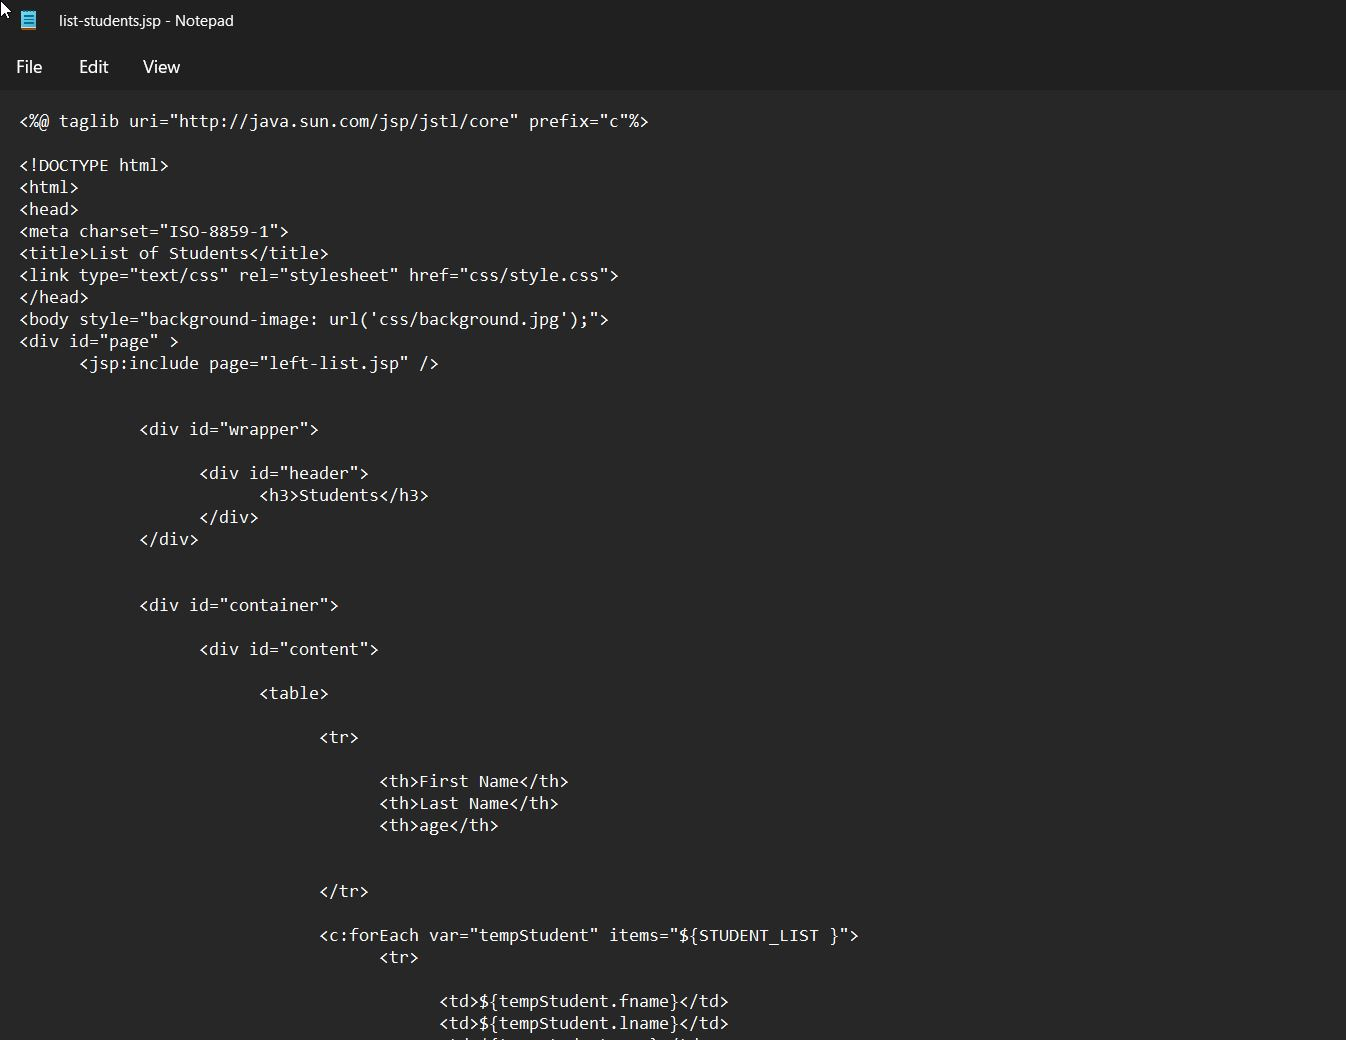 list-students.jsp - Notepad
File Edit View
<%@ taglib uri="http://java.sun.com/jsp/jstl/core" prefix="c"%>
<!DOCTYPE html>
<html>
<head>
<meta charset="ISO-8859-1">
<title>List of Students</title>
<link type="text/css" rel="stylesheet" href="css/style.css">
</head>
<body style="background-image: url('css/background.jpg');">
<div id="page" >
<jsp:include page="left-list.jsp" />
<div id="wrapper">
<div id="header">
<h3>Students</h3>
</div>
</div>
<div id="container">
<div id="content">
<table>
<tr>
<th>First Name</th>
<th>Last Name</th>
<th>age</th>
</tr>
<c:forEach var="tempStudent" items="${STUDENT_LIST }">
<tr>
<td>${tempStudent.fname}</td>
<td>${tempStudent.lname}</td>